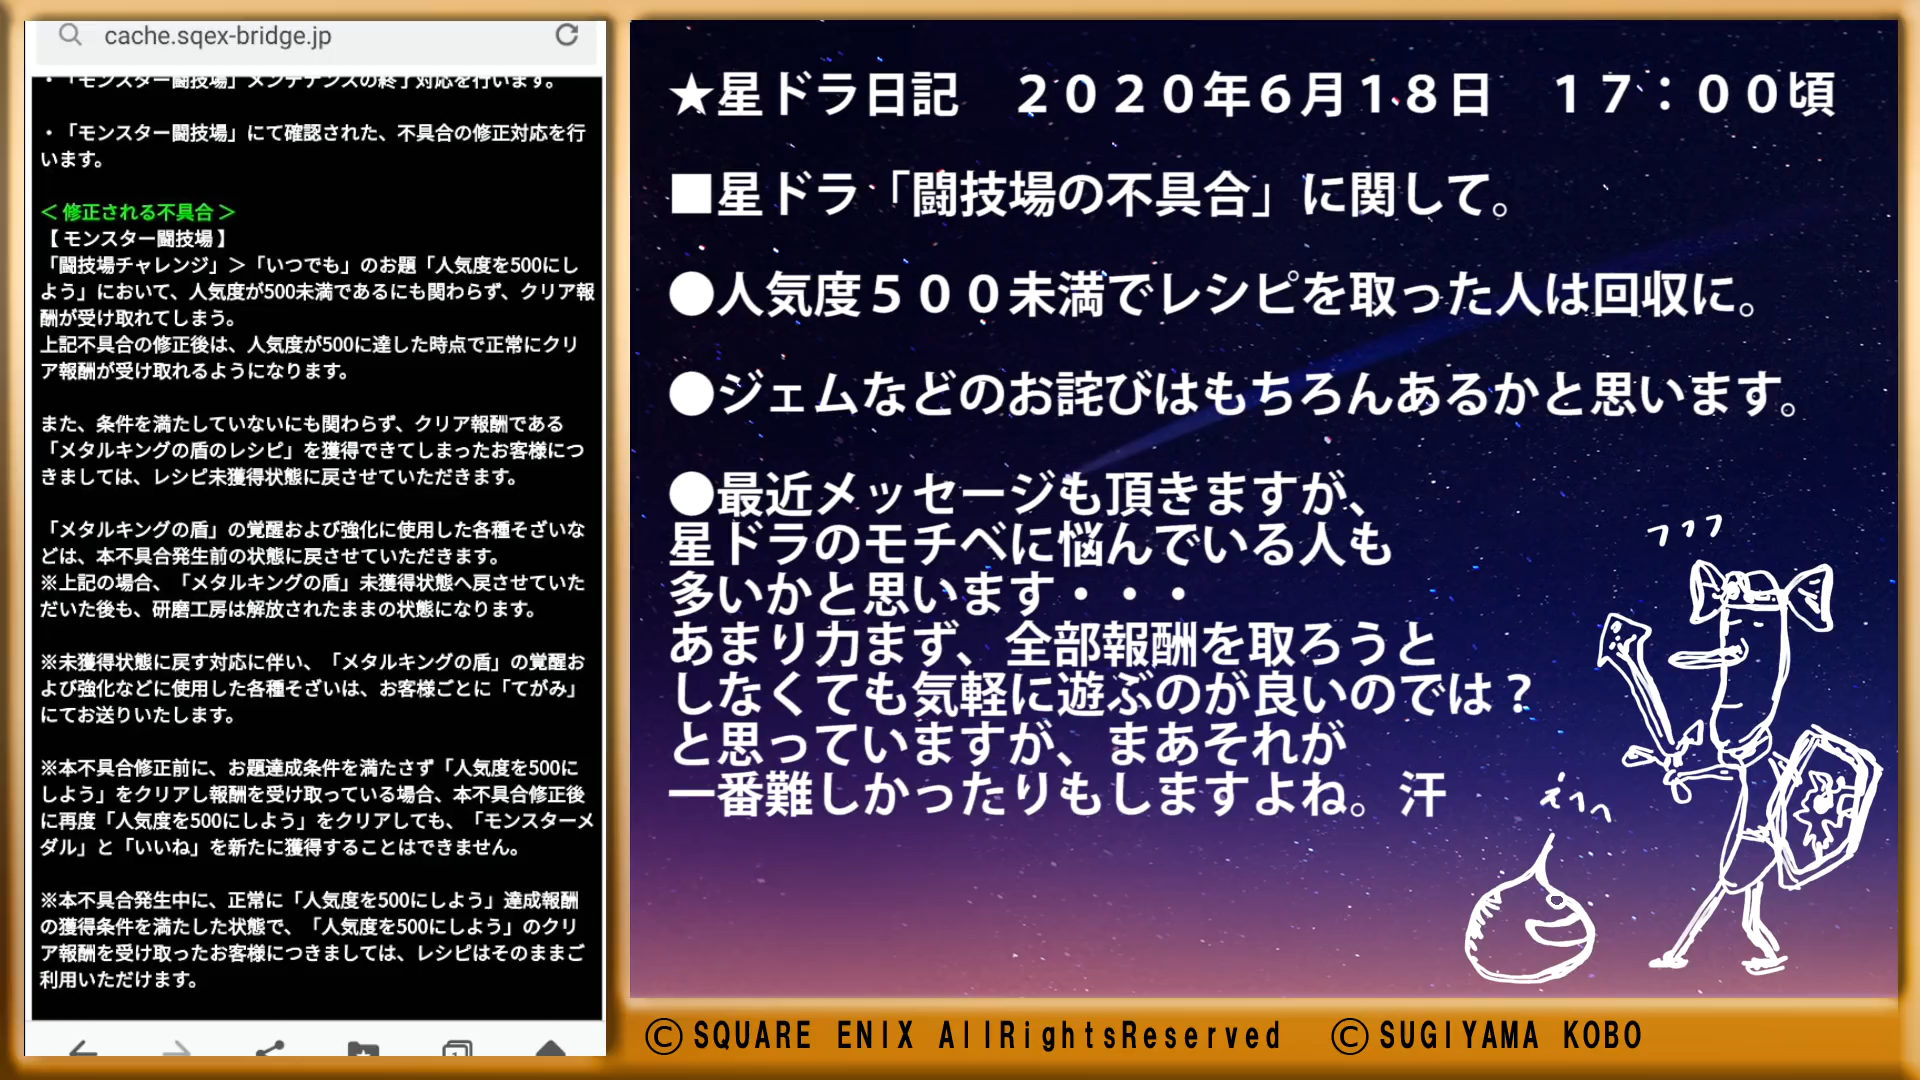 cache.sqex-bridge.jp
・「モンスター闘技場」メンテナンスの終了対応を行います。
・「モンスター闘技場」にて確認された、不具合の修正対応を行
います。
＜ 修正される不具合 ＞
【 モンスター闘技場 】
「闘技場チャレンジ」＞「いつでも」のお題「人気度を500にし
よう」において、人気度が500未満であるにも関わらず、クリア報
酬が受け取れてしまう。
上記不具合の修正後は、人気度が500に達した時点で正常にクリ
ア報酬が受け取れるようになります。
また、条件を満たしていないにも関わらず、クリア報酬である
「メタルキングの盾のレシピ」を獲得できてしまったお客様につ
きましては、レシピ未獲得状態に戻させていただきます。
「メタルキングの盾」の覚醒および強化に使用した各種そざいな
どは、本不具合発生前の状態に戻させていただきます。
※上記の場合、「メタルキングの盾」未獲得状態へ戻させていた
だいた後も、研磨工房は解放されたままの状態になります。
※未獲得状態に戻す対応に伴い、「メタルキングの盾」の覚醒お
よび強化などに使用した各種そざいは、お客様ごとに「てがみ」
にてお送りいたします。
※本不具合修正前に、お題達成条件を満たさず「人気度を500に
しよう」をクリアし報酬を受け取っている場合、本不具合修正後
に再度「人気度を500にしよう」をクリアしても、「モンスターメ
ダル」と「いいね」を新たに獲得することはできません。
※本不具合発生中に、正常に「人気度を500にしよう」達成報酬
の獲得条件を満たした状態で、「人気度を500にしよう」のクリ
ア報酬を受け取ったお客様につきましては、レシピはそのままご
利用いただけます。
★星ドラ日記　２０２０年６月１８日　１７：００頃
■星ドラ「闘技場の不具合」に関して。
●人気度５００未満でレシピを取った人は回収に。
●ジェムなどのお詫びはもちろんあるかと思います。
●最近メッセージも頂きますが、
星ドラのモチベに悩んでいる人も
多いかと思います・・・
あまり力まず、全部報酬を取ろうと
しなくても気軽に遊ぶのが良いのでは？
と思っていますが、まあそれが
一番難しかったりもしますよね。汗
フフフ
ⒸSQUARE ENIX AllRightsReserved　ⒸSUGIYAMA KOBO